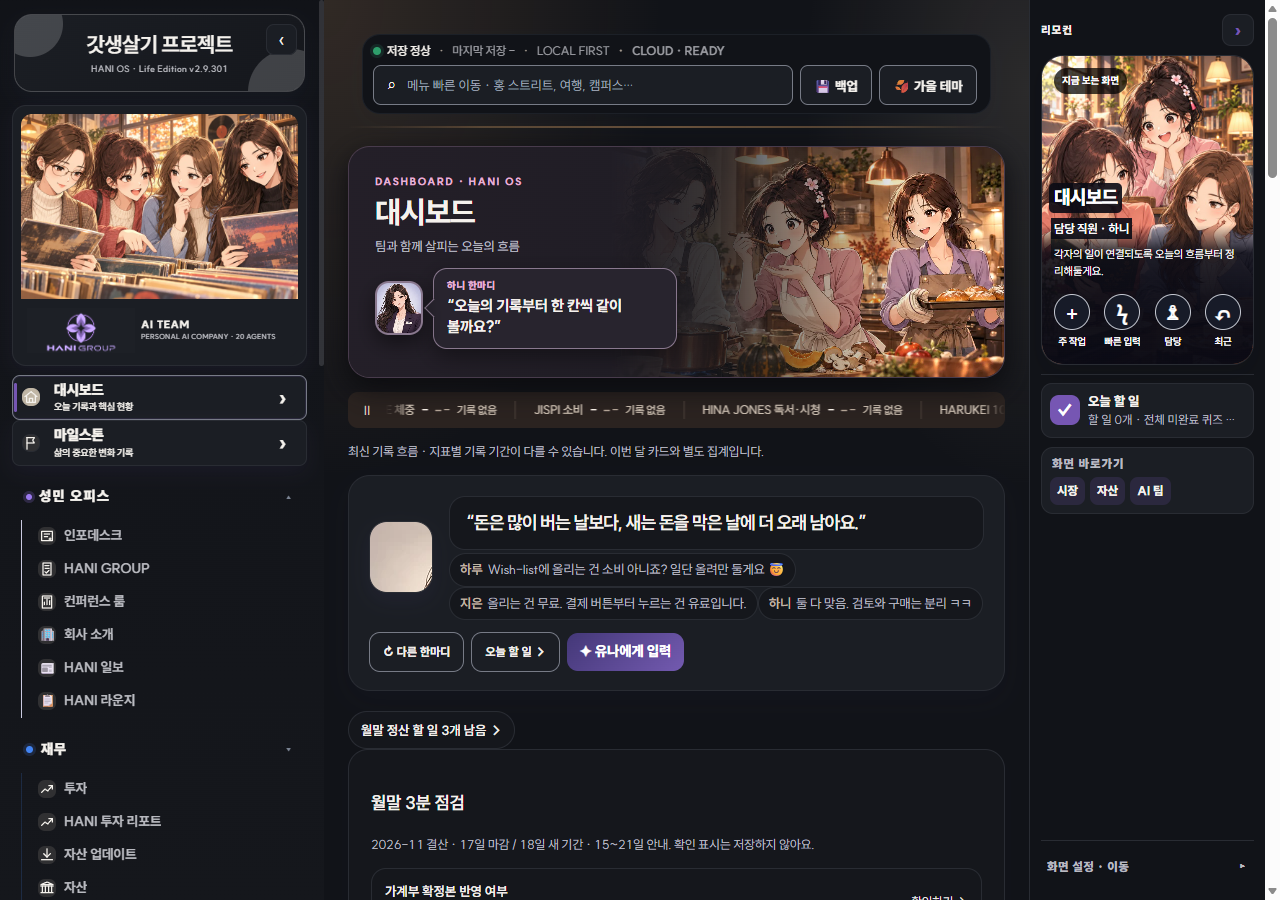 갓생살기 프로젝트
HANI OS · Life Edition v2.9.301
HANI GROUP
AI TEAM
PERSONAL AI COMPANY · 20 AGENTS
대시보드
오늘 기록과 핵심 현황
마일스톤
삶의 중요한 변화 기록
성민 오피스
인포데스크
HANI GROUP
컨퍼런스 룸
회사 소개
HANI 일보
HANI 라운지
재무
투자
HANI 투자 리포트
자산 업데이트
자산
저장 정상 · 마지막 저장 – · LOCAL FIRST · CLOUD · READY
메뉴 빠른 이동 · 홍 스트리트, 여행, 캠퍼스…
백업
가을 테마
DASHBOARD · HANI OS
대시보드
팀과 함께 살피는 오늘의 흐름
하니 한마디
“오늘의 기록부터 한 칸씩 같이
볼까요?”
체중 – – – 기록 없음
JISPI 소비 – – – 기록 없음
HINA JONES 독서·시청 – – – 기록 없음
HARUKEI
최신 기록 흐름 · 지표별 기록 기간이 다를 수 있습니다. 이번 달 카드와 별도 집계입니다.
“돈은 많이 버는 날보다, 새는 돈을 막은 날에 더 오래 남아요.”
하루 Wish-list에 올리는 건 소비 아니죠? 일단 올려만 둘게요 😇
지은 올리는 건 무료. 결제 버튼부터 누르는 건 유료입니다.
하니 둘 다 맞음. 검토와 구매는 분리 ㅋㅋ
↻ 다른 한마디
오늘 할 일 ›
✦ 유나에게 입력
월말 정산 할 일 3개 남음 ›
월말 3분 점검
2026-11 결산 · 17일 마감 / 18일 새 기간 · 15~21일 안내. 확인 표시는 저장하지 않아요.
가계부 확정본 반영 여부
리모컨
지금 보는 화면
대시보드
담당 직원 · 하니
각자의 일이 연결되도록 오늘의 흐름부터 정
리해둘게요.
주 작업
빠른 입력
담당
최근
오늘 할 일
할 일 0개 · 전체 미완료 퀴즈 …
화면 바로가기
시장
자산
AI 팀
화면 설정 · 이동